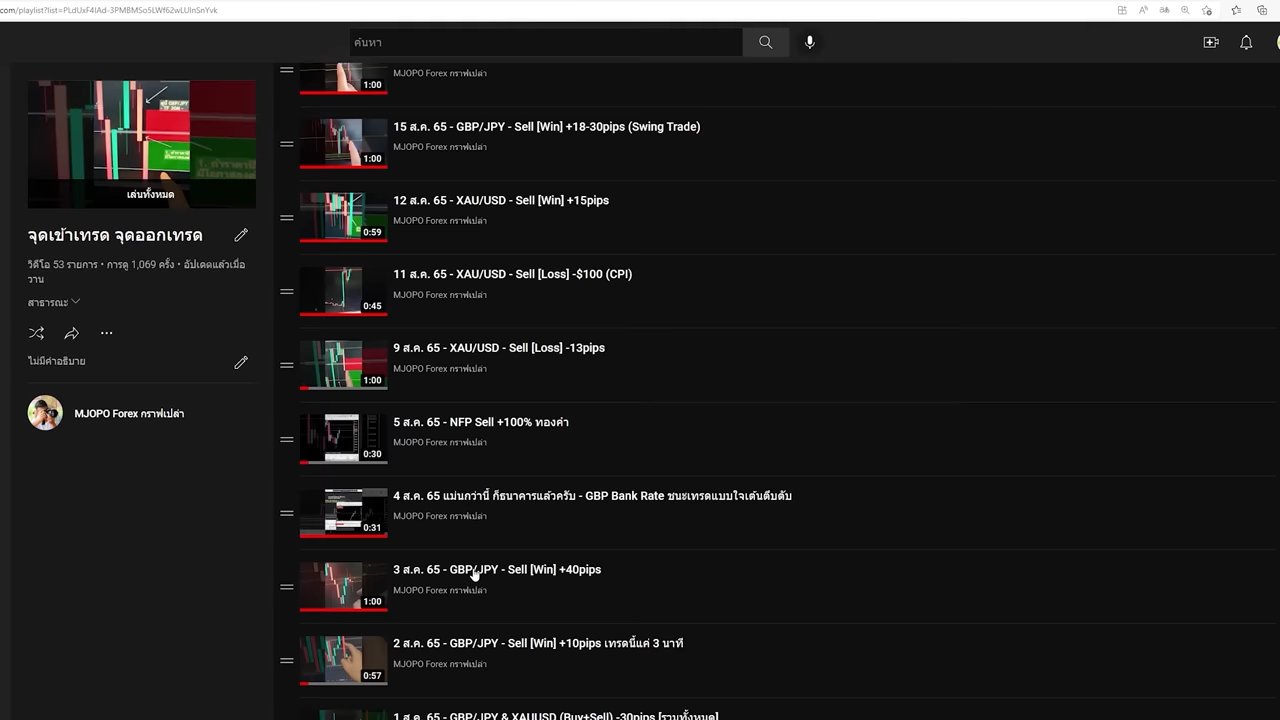 com/playlist?list=PLdUxF4IAd-3PMBMSo5LWf62wLUInSnYvk
ค้นหา
เล่นทั้งหมด
จุดเข้าเทรด จุดออกเทรด
วิดีโอ 53 รายการ • การดู 1,069 ครั้ง • อัปเดตแล้วเมื่อ
วาน
สาธารณะ
ไม่มีคำอธิบาย
MJOPO Forex กราฟเปล่า
MJOPO Forex กราฟเปล่า
1:00
15 ส.ค. 65 - GBP/JPY - Sell [Win] +18-30pips (Swing Trade)
MJOPO Forex กราฟเปล่า
1:00
12 ส.ค. 65 - XAU/USD - Sell [Win] +15pips
MJOPO Forex กราฟเปล่า
0:59
11 ส.ค. 65 - XAU/USD - Sell [Loss] -$100 (CPI)
MJOPO Forex กราฟเปล่า
0:45
9 ส.ค. 65 - XAU/USD - Sell [Loss] -13pips
MJOPO Forex กราฟเปล่า
1:00
5 ส.ค. 65 - NFP Sell +100% ทองคำ
MJOPO Forex กราฟเปล่า
0:30
4 ส.ค. 65 แม่นกว่านี้ ก็ธนาคารแล้วครับ - GBP Bank Rate ชนะเทรดแบบใจเต้นตึบตับ
MJOPO Forex กราฟเปล่า
0:31
3 ส.ค. 65 - GBP/JPY - Sell [Win] +40pips
MJOPO Forex กราฟเปล่า
1:00
2 ส.ค. 65 - GBP/JPY - Sell [Win] +10pips เทรดนี้แค่ 3 นาที
MJOPO Forex กราฟเปล่า
0:57
1 ส.ค. 65 - GBP/JPY & XAUUSD (Buy+Sell) -30pips [รวมทั้งหมด]